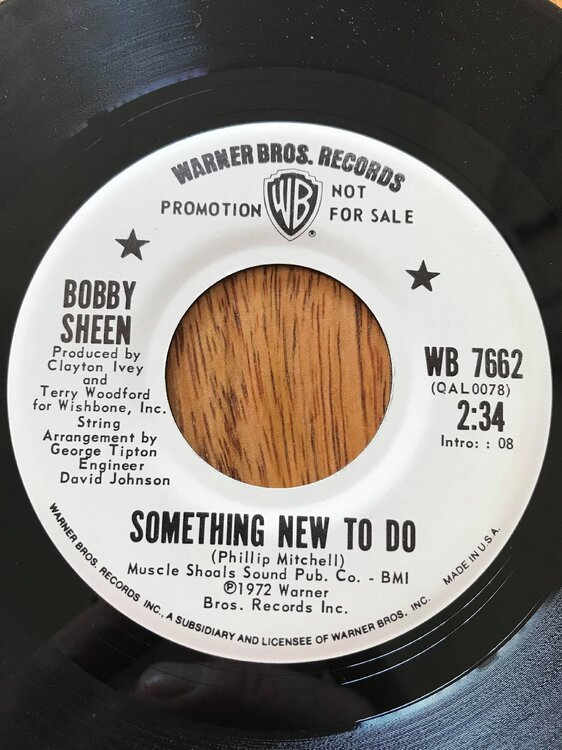 WARNER BROS. RECORDS
PROMOTION
WB
®
NOT
FOR SALE
BOBBY
SHEEN
Produced by
Clayton Ivey
and
Terry Woodford
for Wishbone, Inc.
String
Arrangement by
George Tipton
Engineer
David Johnson
WB 7662
(QAL0078)
2:34
Intro: : 08
SOMETHING NEW TO DO
(Phillip Mitchell)
Muscle Shoals Sound Pub. Co. - BMI
℗1972 Warner
Bros. Records Inc.
WARNER BROS. RECORDS INC., A SUBSIDIARY AND LICENSEE OF WARNER BROS. INC.
MADE IN U.S.A.